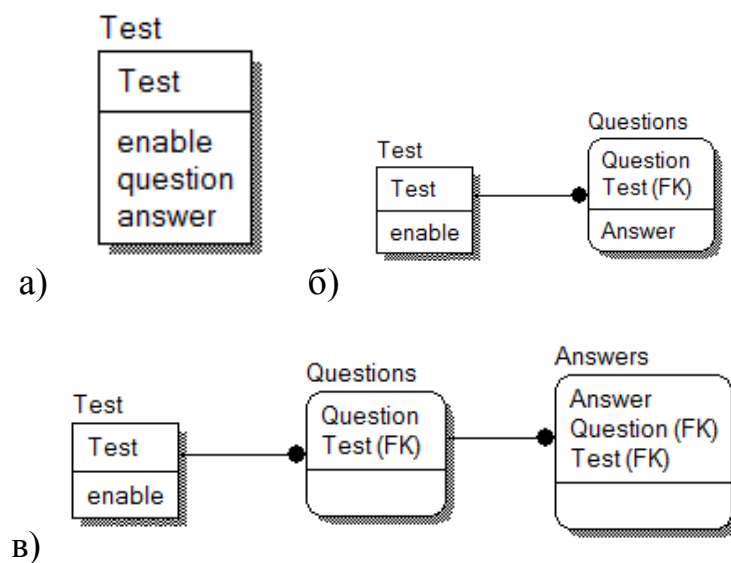 Test
Test
enable
question
answer
а)
Test
Test
enable
Questions
Question
Test (FK)
Answer
б)
Test
Test
enable
Questions
Question
Test (FK)
Answers
Answer
Question (FK)
Test (FK)
в)